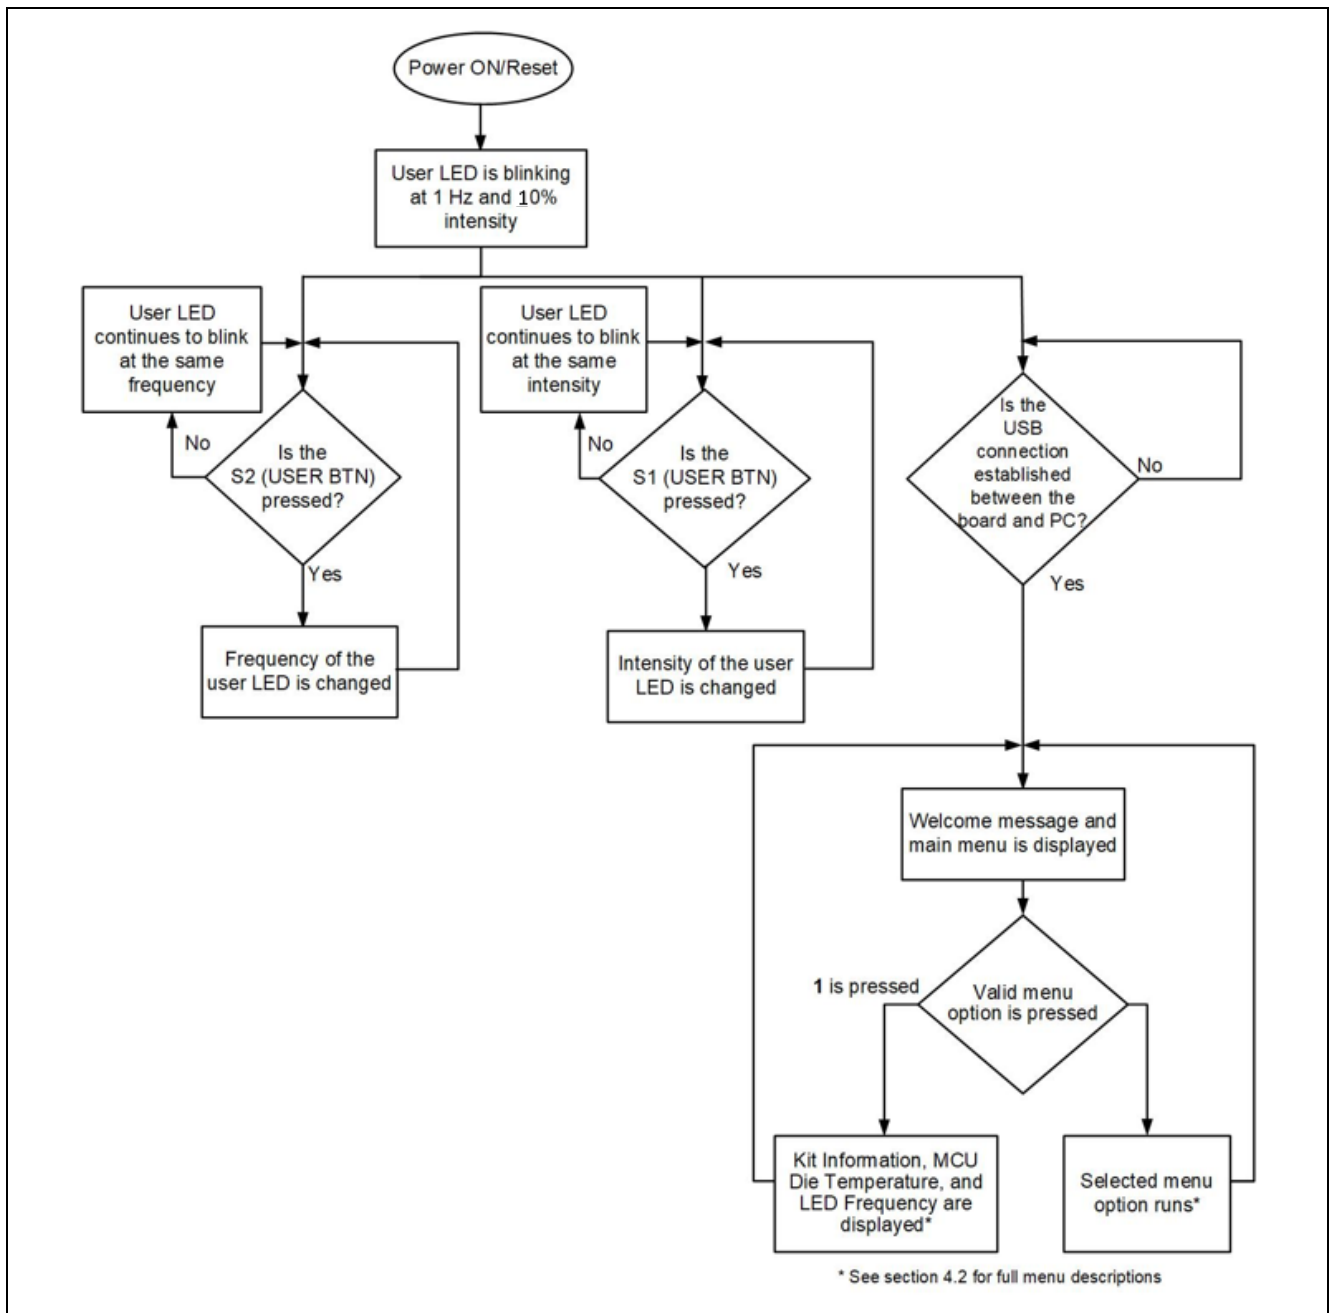 Power ON/Reset
User LED is blinking
at 1 Hz and 10%
intensity
User LED
continues to blink
at the same
frequency
No
Is the
S2 (USER BTN)
pressed?
Yes
Frequency of the
user LED is changed
User LED
continues to blink
at the same
intensity
No
Is the
S1 (USER BTN)
pressed?
Yes
Intensity of the user
LED is changed
Is the
USB
connection
established
between the
board and PC?
No
Yes
Welcome message and
main menu is displayed
1 is pressed
Valid menu
option is pressed
Kit Information, MCU
Die Temperature, and
LED Frequency are
displayed*
Selected menu
option runs*
* See section 4.2 for full menu descriptions